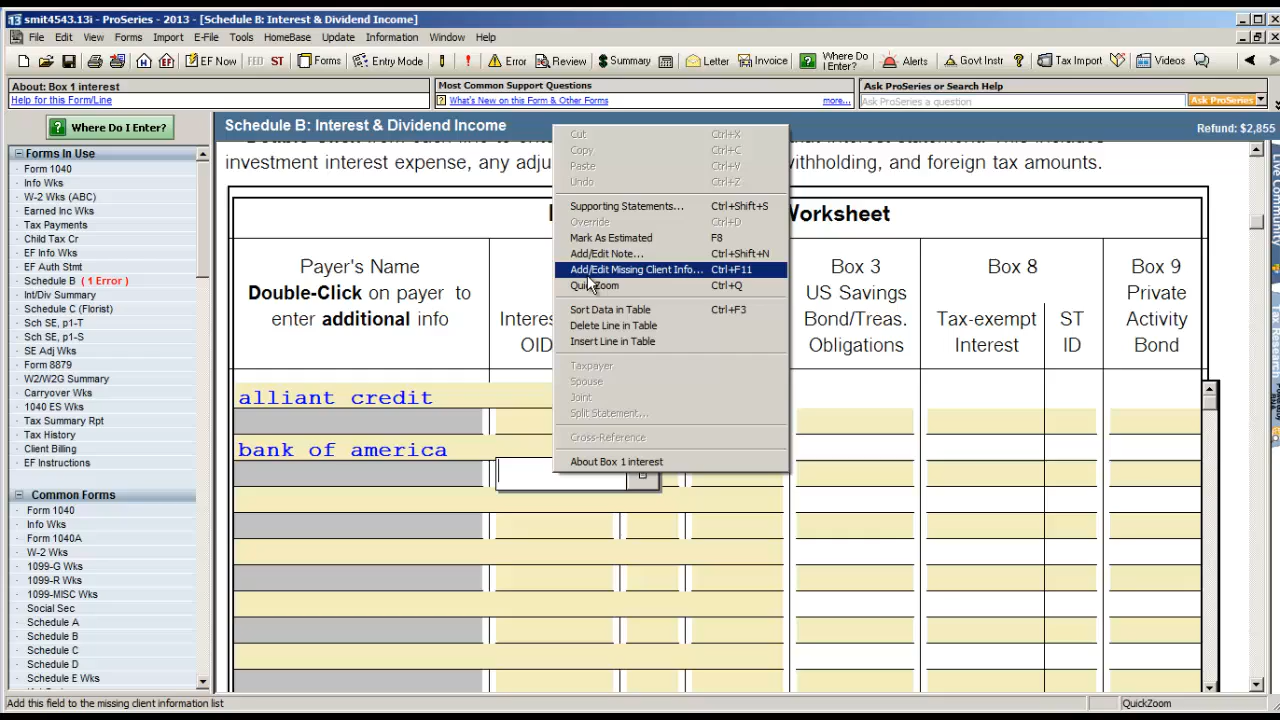 smit4543.13i - ProSeries - 2013 - [Schedule B: Interest & Dividend Income]
File Edit View Forms Import E-File Tools HomeBase Update Information Window Help
EF Now FED ST Forms Entry Mode Error Review Summary Letter Invoice Where Do I Enter? Alerts Govt Instr Tax Import Videos
About: Box 1 interest
Help for this Form/Line
Most Common Support Questions
What's New on this Form & Other Forms more...
Ask ProSeries or Search Help
Ask ProSeries a question Ask ProSeries
Where Do I Enter?
Schedule B: Interest & Dividend Income Refund: $2,855
Forms In Use
Form 1040
Info Wks
W-2 Wks (ABC)
Earned Inc Wks
Tax Payments
Child Tax Cr
EF Info Wks
EF Auth Stmt
Schedule B ( 1 Error )
Int/Div Summary
Schedule C (Florist)
Sch SE, p1-T
Sch SE, p1-S
SE Adj Wks
Form 8879
W2/W2G Summary
Carryover Wks
1040 ES Wks
Tax Summary Rpt
Tax History
Client Billing
EF Instructions
Common Forms
Form 1040
Info Wks
Form 1040A
W-2 Wks
1099-G Wks
1099-R Wks
1099-MISC Wks
Social Sec
Schedule A
Schedule B
Schedule C
Schedule D
Schedule E Wks
investment interest expense, any adju
ithholding, and foreign tax amounts.
Worksheet
Payer's Name
Double-Click on payer to
enter additional info
Interes
OID
Box 3
US Savings
Bond/Treas.
Obligations
Box 8
Tax-exempt
Interest
ST
ID
Box 9
Private
Activity
Bond
alliant credit
bank of america
Cut Ctrl+X
Copy Ctrl+C
Paste Ctrl+V
Undo Ctrl+Z
Supporting Statements... Ctrl+Shift+S
Override Ctrl+D
Mark As Estimated F8
Add/Edit Note... Ctrl+Shift+N
Add/Edit Missing Client Info... Ctrl+F11
QuickZoom Ctrl+Q
Sort Data in Table Ctrl+F3
Delete Line in Table
Insert Line in Table
Taxpayer
Spouse
Joint
Split Statement...
Cross-Reference
About Box 1 interest
Live Community
Tax Research
Add this field to the missing client information list
QuickZoom